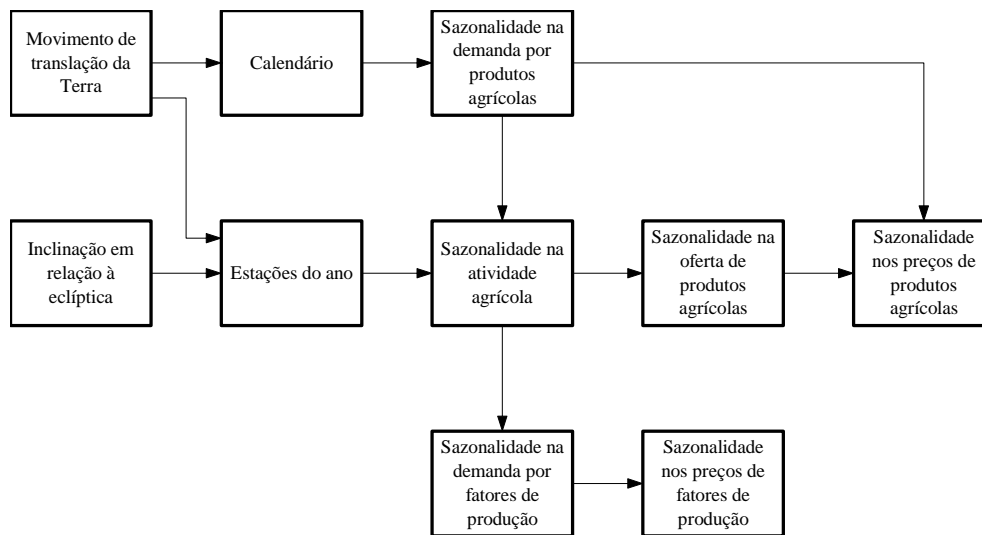 Movimento de
translação da
Terra
Calendário
Sazonalidade na
demanda por
produtos
agrícolas
Inclinação em
relação à
eclíptica
Estações do ano
Sazonalidade na
atividade
agrícola
Sazonalidade na
oferta de
produtos
agrícolas
Sazonalidade
nos preços de
produtos
agrícolas
Sazonalidade na
demanda por
fatores de
produção
Sazonalidade
nos preços de
fatores de
produção